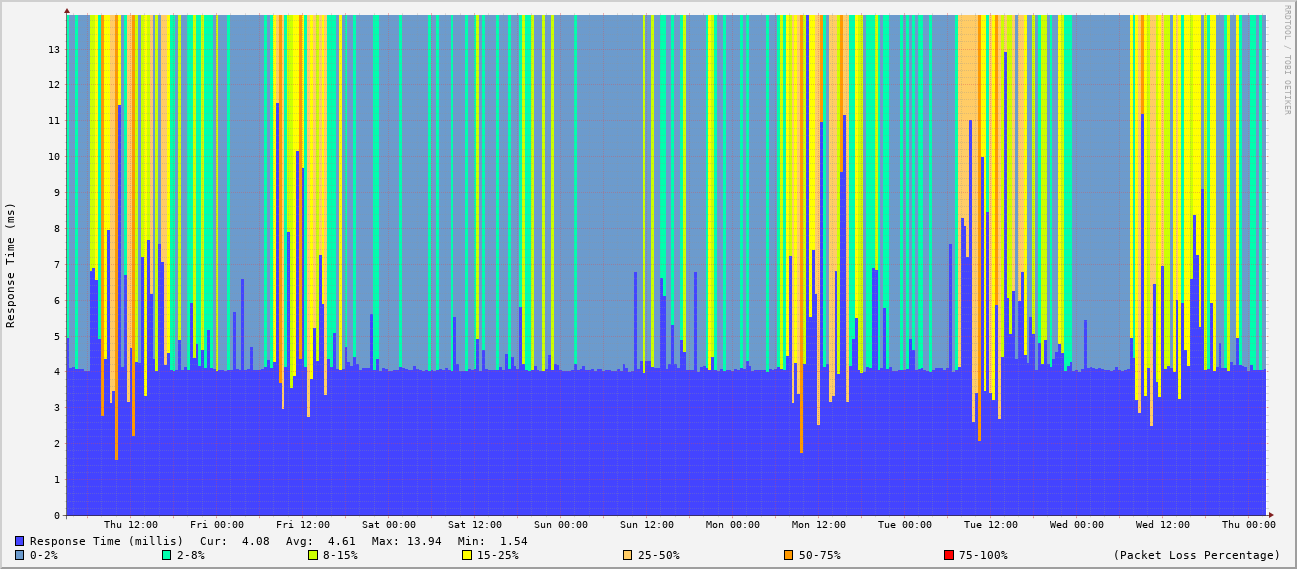 RRDTOOL / TOBI OETIKER
Response Time (ms)
13
12
11
10
9
8
7
6
5
4
3
2
1
0
Thu 12:00 Fri 00:00 Fri 12:00 Sat 00:00 Sat 12:00 Sun 00:00 Sun 12:00 Mon 00:00 Mon 12:00 Tue 00:00 Tue 12:00 Wed 00:00 Wed 12:00 Thu 00:00
Response Time (millis) Cur: 4.08 Avg: 4.61 Max: 13.94 Min: 1.54
0-2% 2-8% 8-15% 15-25% 25-50% 50-75% 75-100% (Packet Loss Percentage)